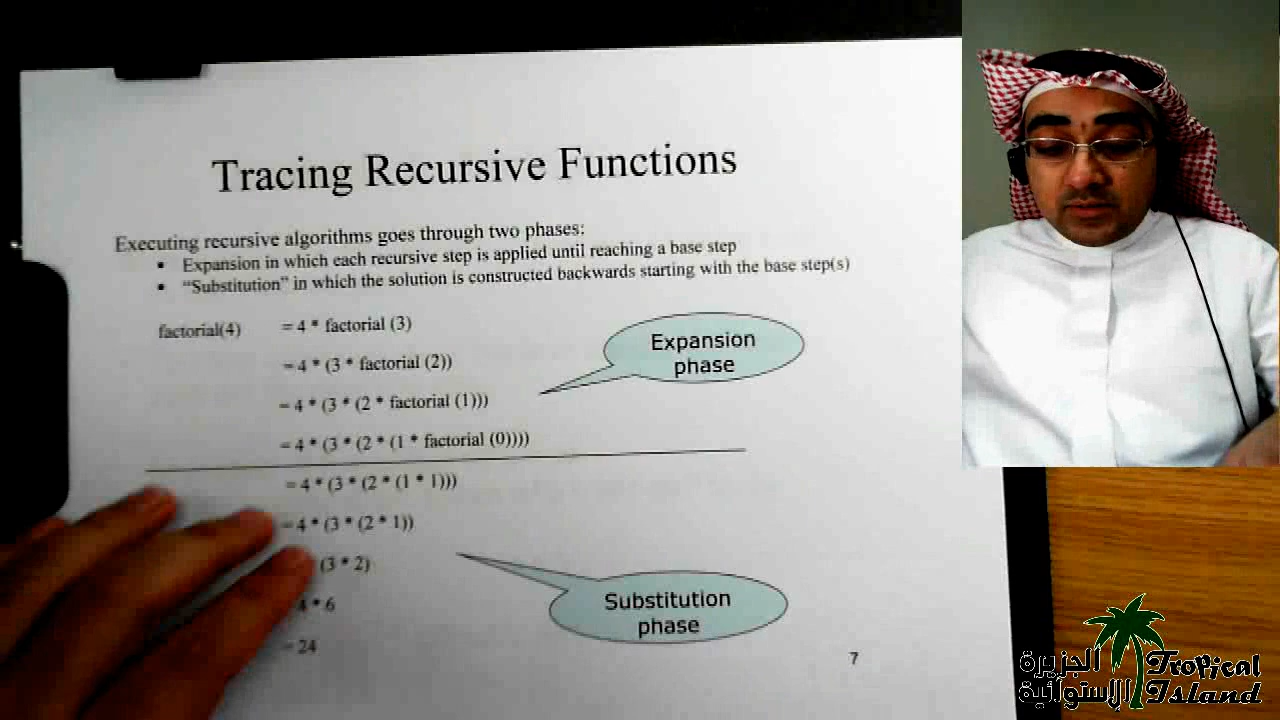 Tracing Recursive Functions
Executing recursive algorithms goes through two phases:
▪ Expansion in which each recursive step is applied until reaching a base step
▪ “Substitution” in which the solution is constructed backwards starting with the base step(s)
factorial(4) = 4 * factorial (3)
= 4 * (3 * factorial (2))
= 4 * (3 * (2 * factorial (1)))
= 4 * (3 * (2 * (1 * factorial (0))))
Expansion
phase
= 4 * (3 * (2 * (1 * 1)))
= 4 * (3 * (2 * 1))
(3 * 2)
4 * 6
= 24
Substitution
phase
7
الجزيرة
الإستوائية
Tropical
Island